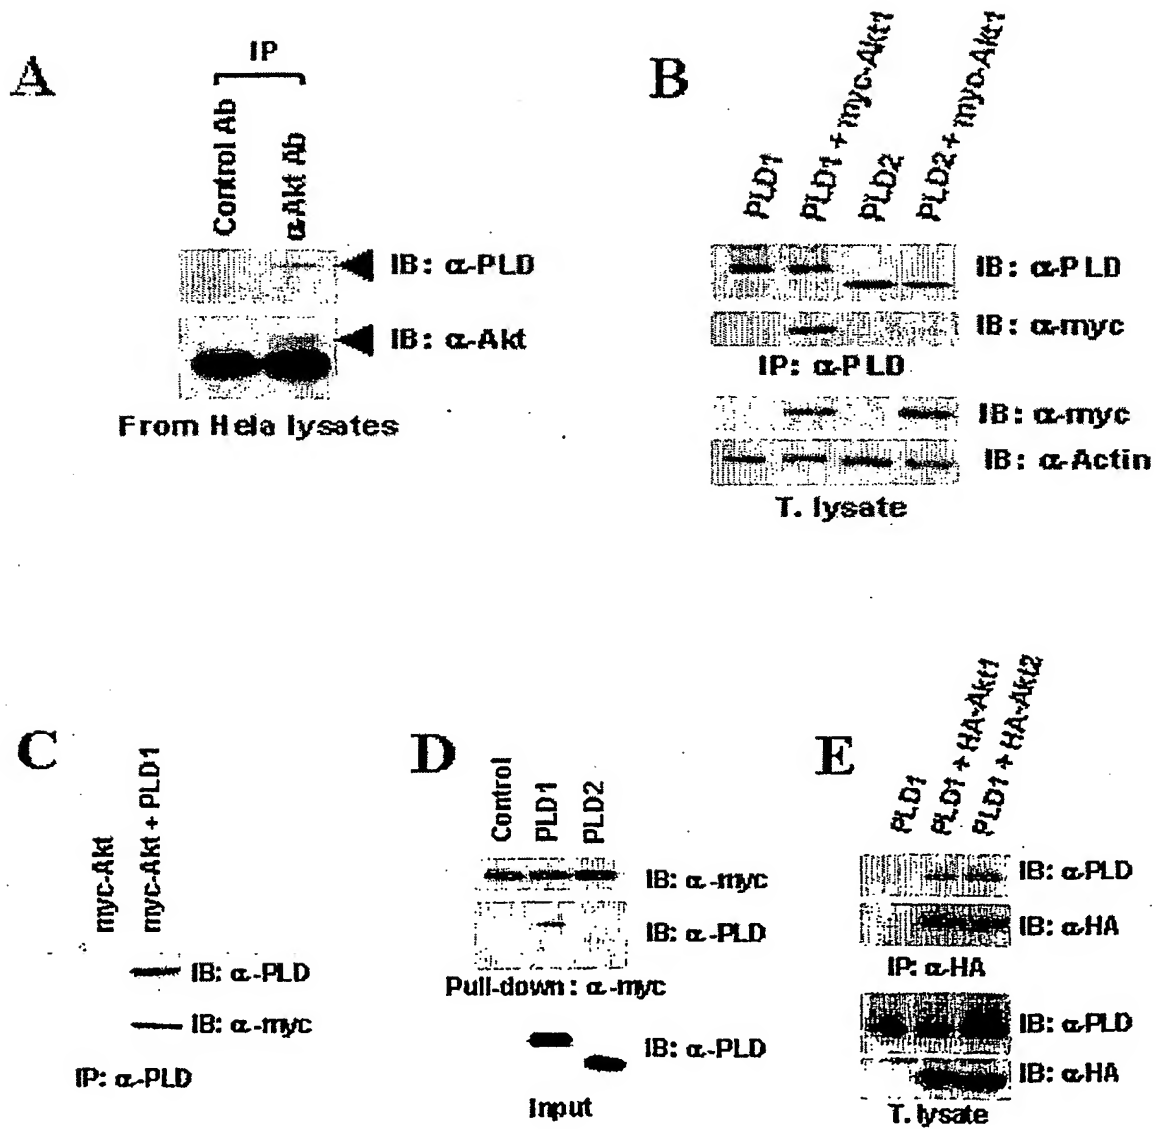 A
IP
Control Ab
α-Akt Ab
IB: α-PLD
IB: α-Akt
From Hela lysates
B
PLD1
PLD1 + myc-Akt1
PLD2
PLD2 + myc-Akt1
IB: α-PLD
IB: α-myc
IP: α-PLD
IB: α-myc
IB: α-Actin
T. lysate
C
myc-Akt
myc-Akt + PLD1
IB: α-PLD
IB: α-myc
IP: α-PLD
D
Control
PLD1
PLD2
IB: α-myc
IB: α-PLD
Pull-down: α-myc
IB: α-PLD
Input
E
PLD1
PLD1 + HA-Akt1
PLD1 + HA-Akt2
IB: α-PLD
IB: α-HA
IP: α-HA
IB: α-PLD
IB: α-HA
T. lysate